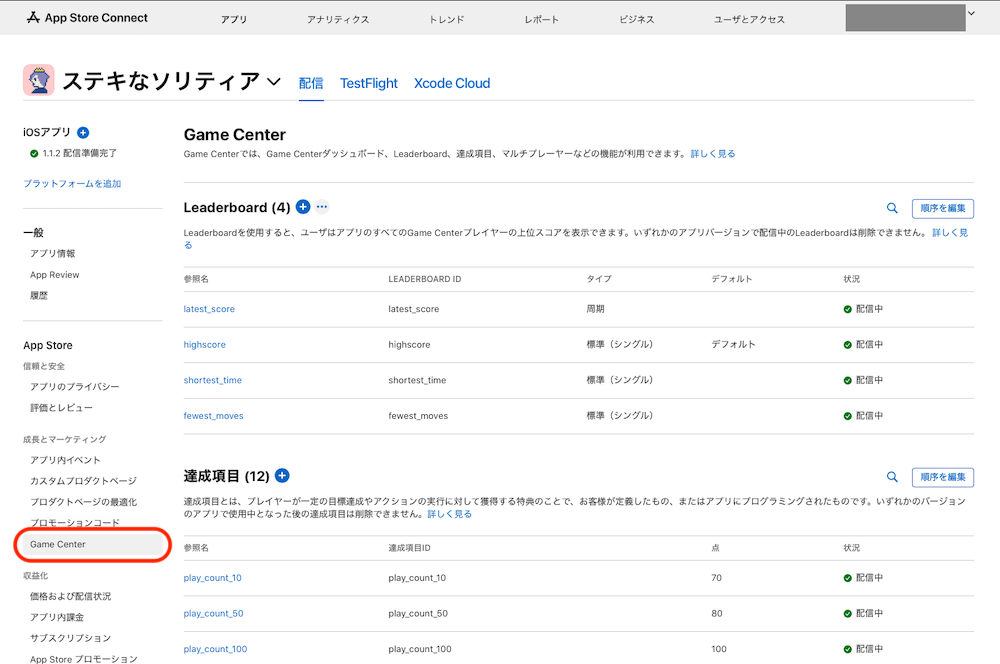 App Store Connect
アプリ
アナリティクス
トレンド
レポート
ビジネス
ユーザとアクセス
ステキなソリティア
配信
TestFlight
Xcode Cloud
iOSアプリ
1.1.2 配信準備完了
プラットフォームを追加
一般
アプリ情報
App Review
履歴
App Store
信頼と安全
アプリのプライバシー
評価とレビュー
成長とマーケティング
アプリ内イベント
カスタムプロダクトページ
プロダクトページの最適化
プロモーションコード
Game Center
収益化
価格および配信状況
アプリ内課金
サブスクリプション
App Store プロモーション
Game Center
Game Centerでは、Game Centerダッシュボード、Leaderboard、達成項目、マルチプレーヤーなどの機能が利用できます。 詳しく見る
Leaderboard (4)
順序を編集
Leaderboardを使用すると、ユーザはアプリのすべてのGame Centerプレイヤーの上位スコアを表示できます。いずれかのアプリバージョンで配信中のLeaderboardは削除できません。 詳しく見
る
参照名 LEADERBOARD ID タイプ デフォルト 状況
latest_score latest_score 周期 配信中
highscore highscore 標準（シングル） デフォルト 配信中
shortest_time shortest_time 標準（シングル） 配信中
fewest_moves fewest_moves 標準（シングル） 配信中
達成項目 (12)
順序を編集
達成項目とは、プレイヤーが一定の目標達成やアクションの実行に対して獲得する特典のことで、お客様が定義したもの、またはアプリにプログラミングされたものです。いずれかのバージョン
のアプリで使用中となった後の達成項目は削除できません。 詳しく見る
参照名 達成項目ID 点 状況
play_count_10 play_count_10 70 配信中
play_count_50 play_count_50 80 配信中
play_count_100 play_count_100 100 配信中